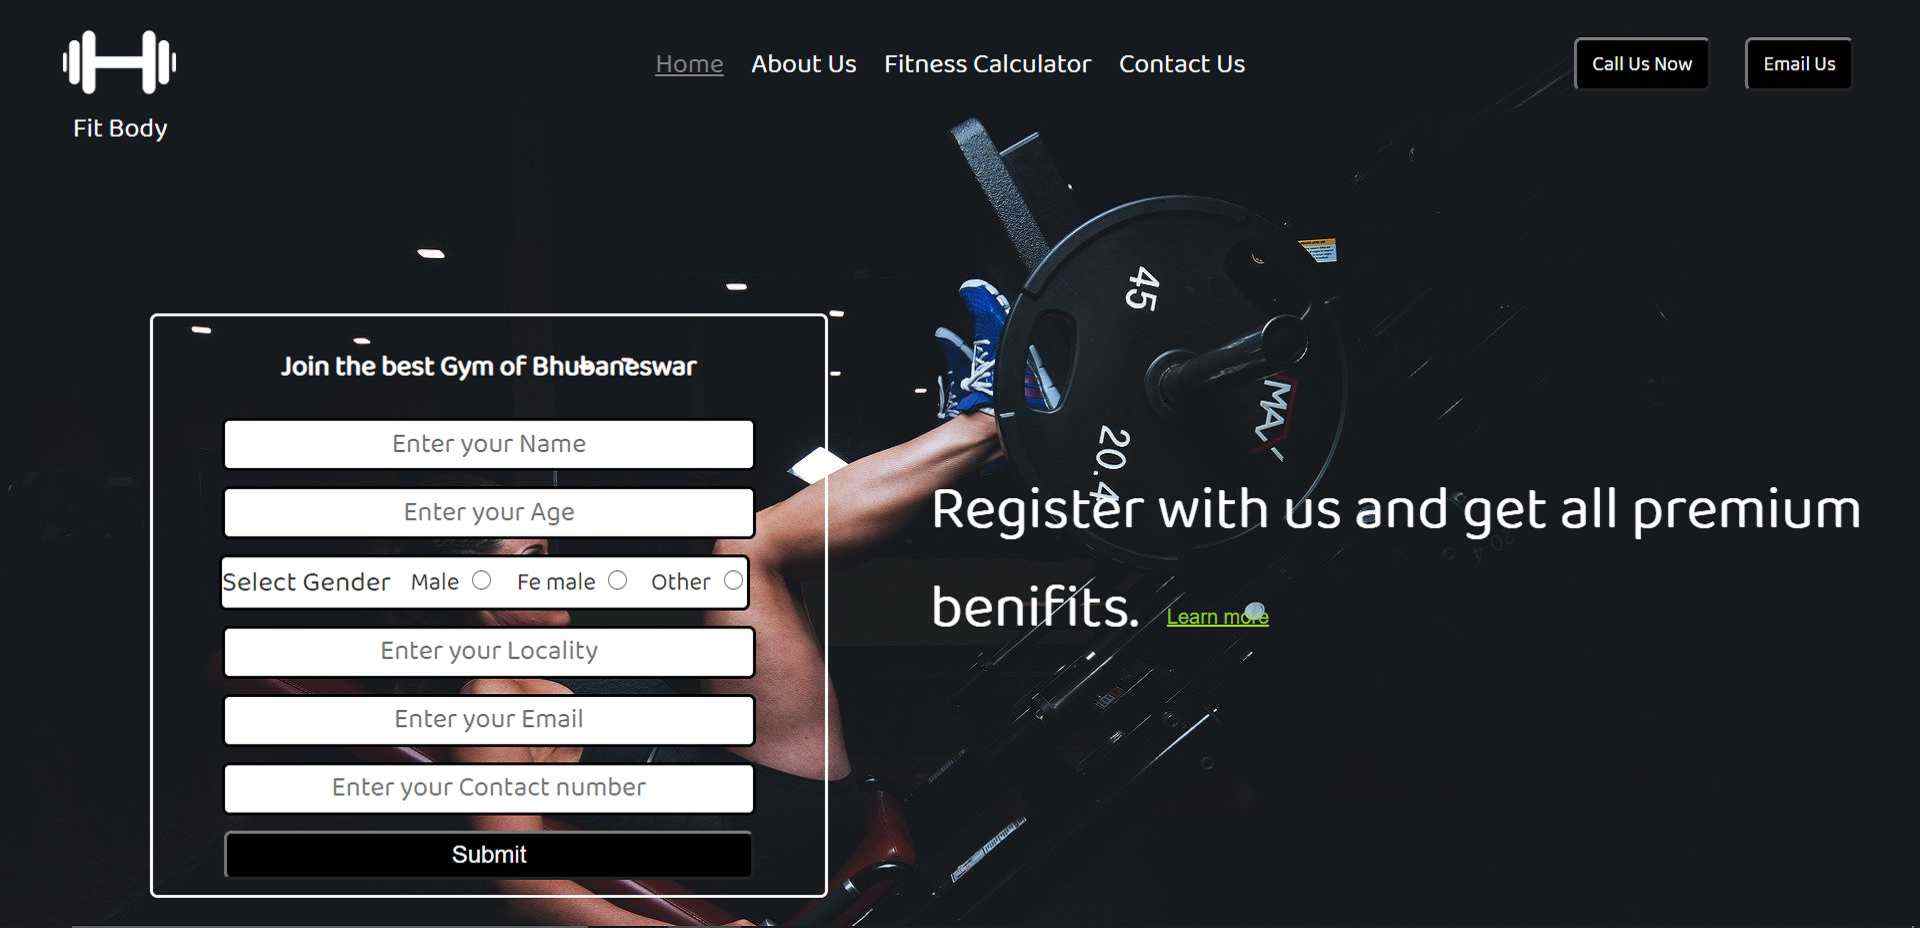 Home About Us Fitness Calculator Contact Us
Call Us Now
Email Us
Fit Body
45
20.4
Join the best Gym of Bhubaneswar
Enter your Name
Enter your Age
Select Gender Male Fe male Other
Enter your Locality
Enter your Email
Enter your Contact number
Submit
Register with us and get all premium
benifits. Learn more